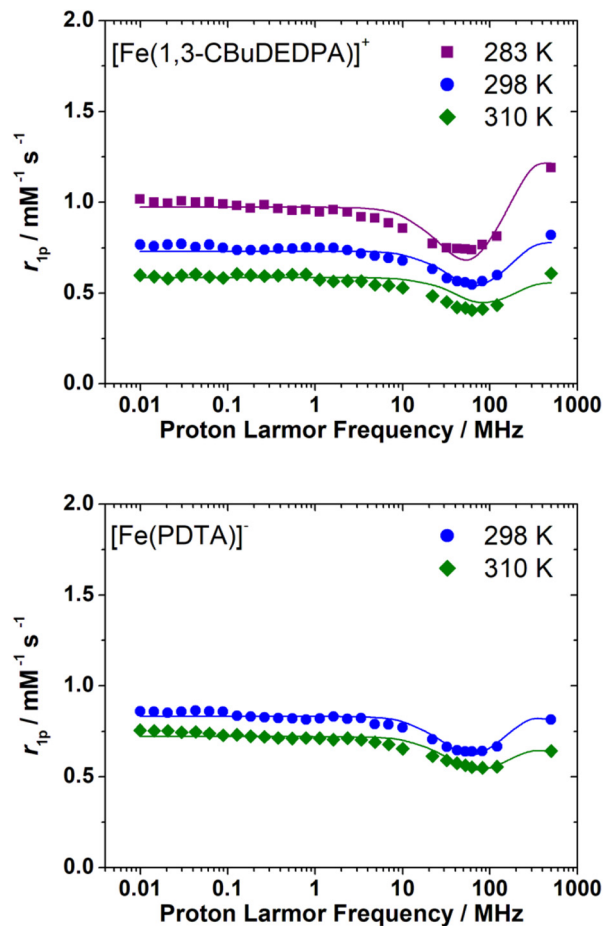 [Fe(1,3-CBuDEDPA)]⁺
283 K
298 K
310 K
2.0
1.5
1.0
0.5
0.0
r₁ₚ / mM⁻¹ s⁻¹
0.01 0.1 1 10 100 1000
Proton Larmor Frequency / MHz
[Fe(PDTA)]⁻
298 K
310 K
2.0
1.5
1.0
0.5
0.0
r₁ₚ / mM⁻¹ s⁻¹
0.01 0.1 1 10 100 1000
Proton Larmor Frequency / MHz